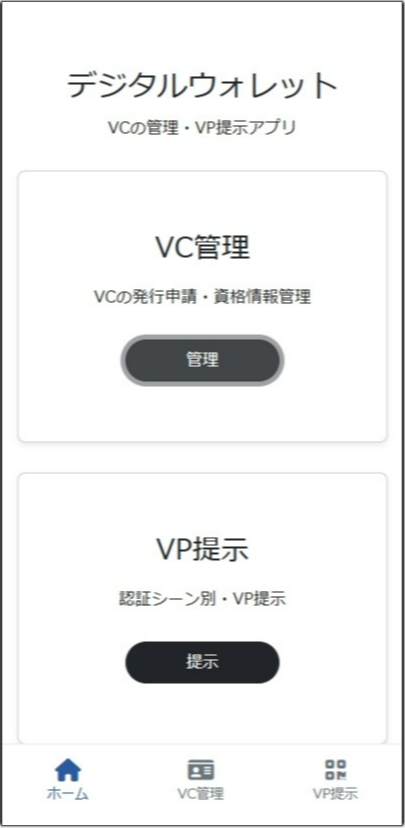 デジタルウォレット
VCの管理・VP提示アプリ
VC管理
VCの発行申請・資格情報管理
管理
VP提示
認証シーン別・VP提示
提示
ホーム
VC管理
VP提示